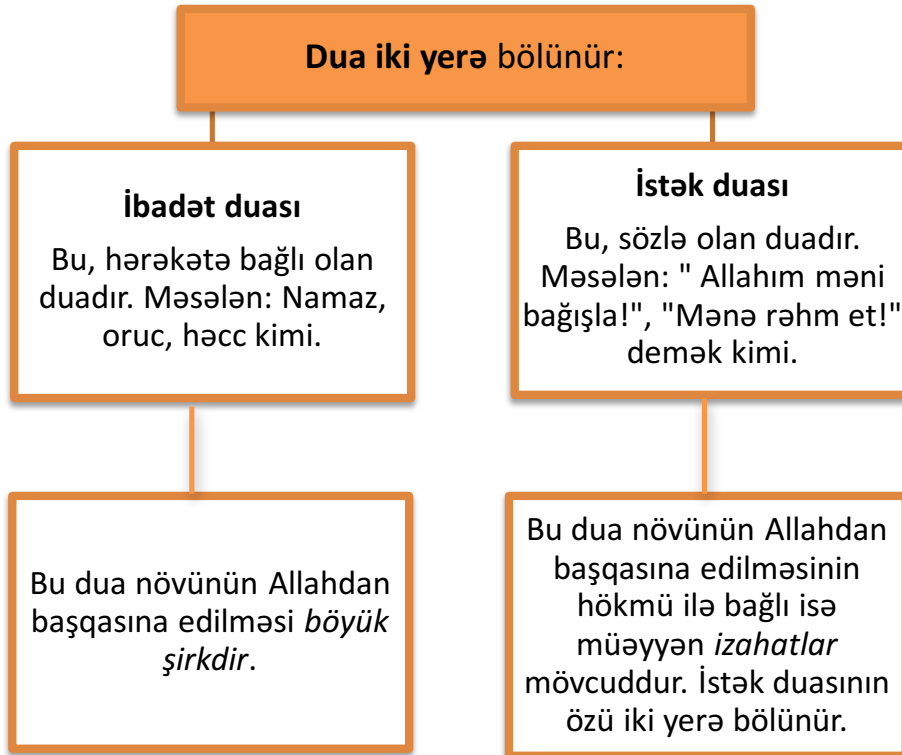 Dua iki yerə bölünür:
İbadət duası
Bu, hərəkətə bağlı olan
duadır. Məsələn: Namaz,
oruc, həcc kimi.
İstək duası
Bu, sözlə olan duadır.
Məsələn: " Allahım məni
bağışla!", "Mənə rəhm et!"
demək kimi.
Bu dua növünün Allahdan
başqasına edilməsi böyük
şirkdir.
Bu dua növünün Allahdan
başqasına edilməsinin
hökmü ilə bağlı isə
müəyyən izahatlar
mövcuddur. İstək duasının
özü iki yerə bölünür.